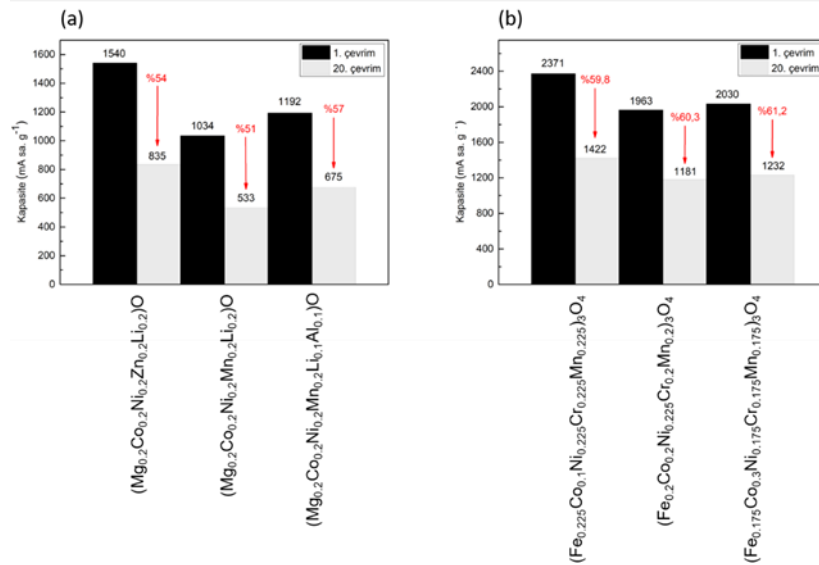 (a)
Kapasite (mA sa. g⁻¹)
1600
1400
1200
1000
800
600
400
200
0
1. çevrim
20. çevrim
1540
%54
835
1034
%51
533
1192
%57
675
(Mg₀.₂Co₀.₂Ni₀.₂Zn₀.₂Li₀.₂)O
(Mg₀.₂Co₀.₂Ni₀.₂Mn₀.₂Li₀.₂)O
(Mg₀.₂Co₀.₂Ni₀.₂Mn₀.₂Li₀.₁Al₀.₁)O
(b)
Kapasite (mA sa. g⁻
2400
2000
1600
1200
800
400
0
1. çevrim
20. çevrim
2371
%59,8
1422
1963
%60,3
1181
2030
%61,2
1232
(Fe₀.₂₂₅Co₀.₁Ni₀.₂₂₅Cr₀.₂₂₅Mn₀.₂₂₅)₃O₄
(Fe₀.₂Co₀.₂Ni₀.₂₂₅Cr₀.₂Mn₀.₂)₃O₄
(Fe₀.₁₇₅Co₀.₃Ni₀.₁₇₅Cr₀.₁₇₅Mn₀.₁₇₅)₃O₄